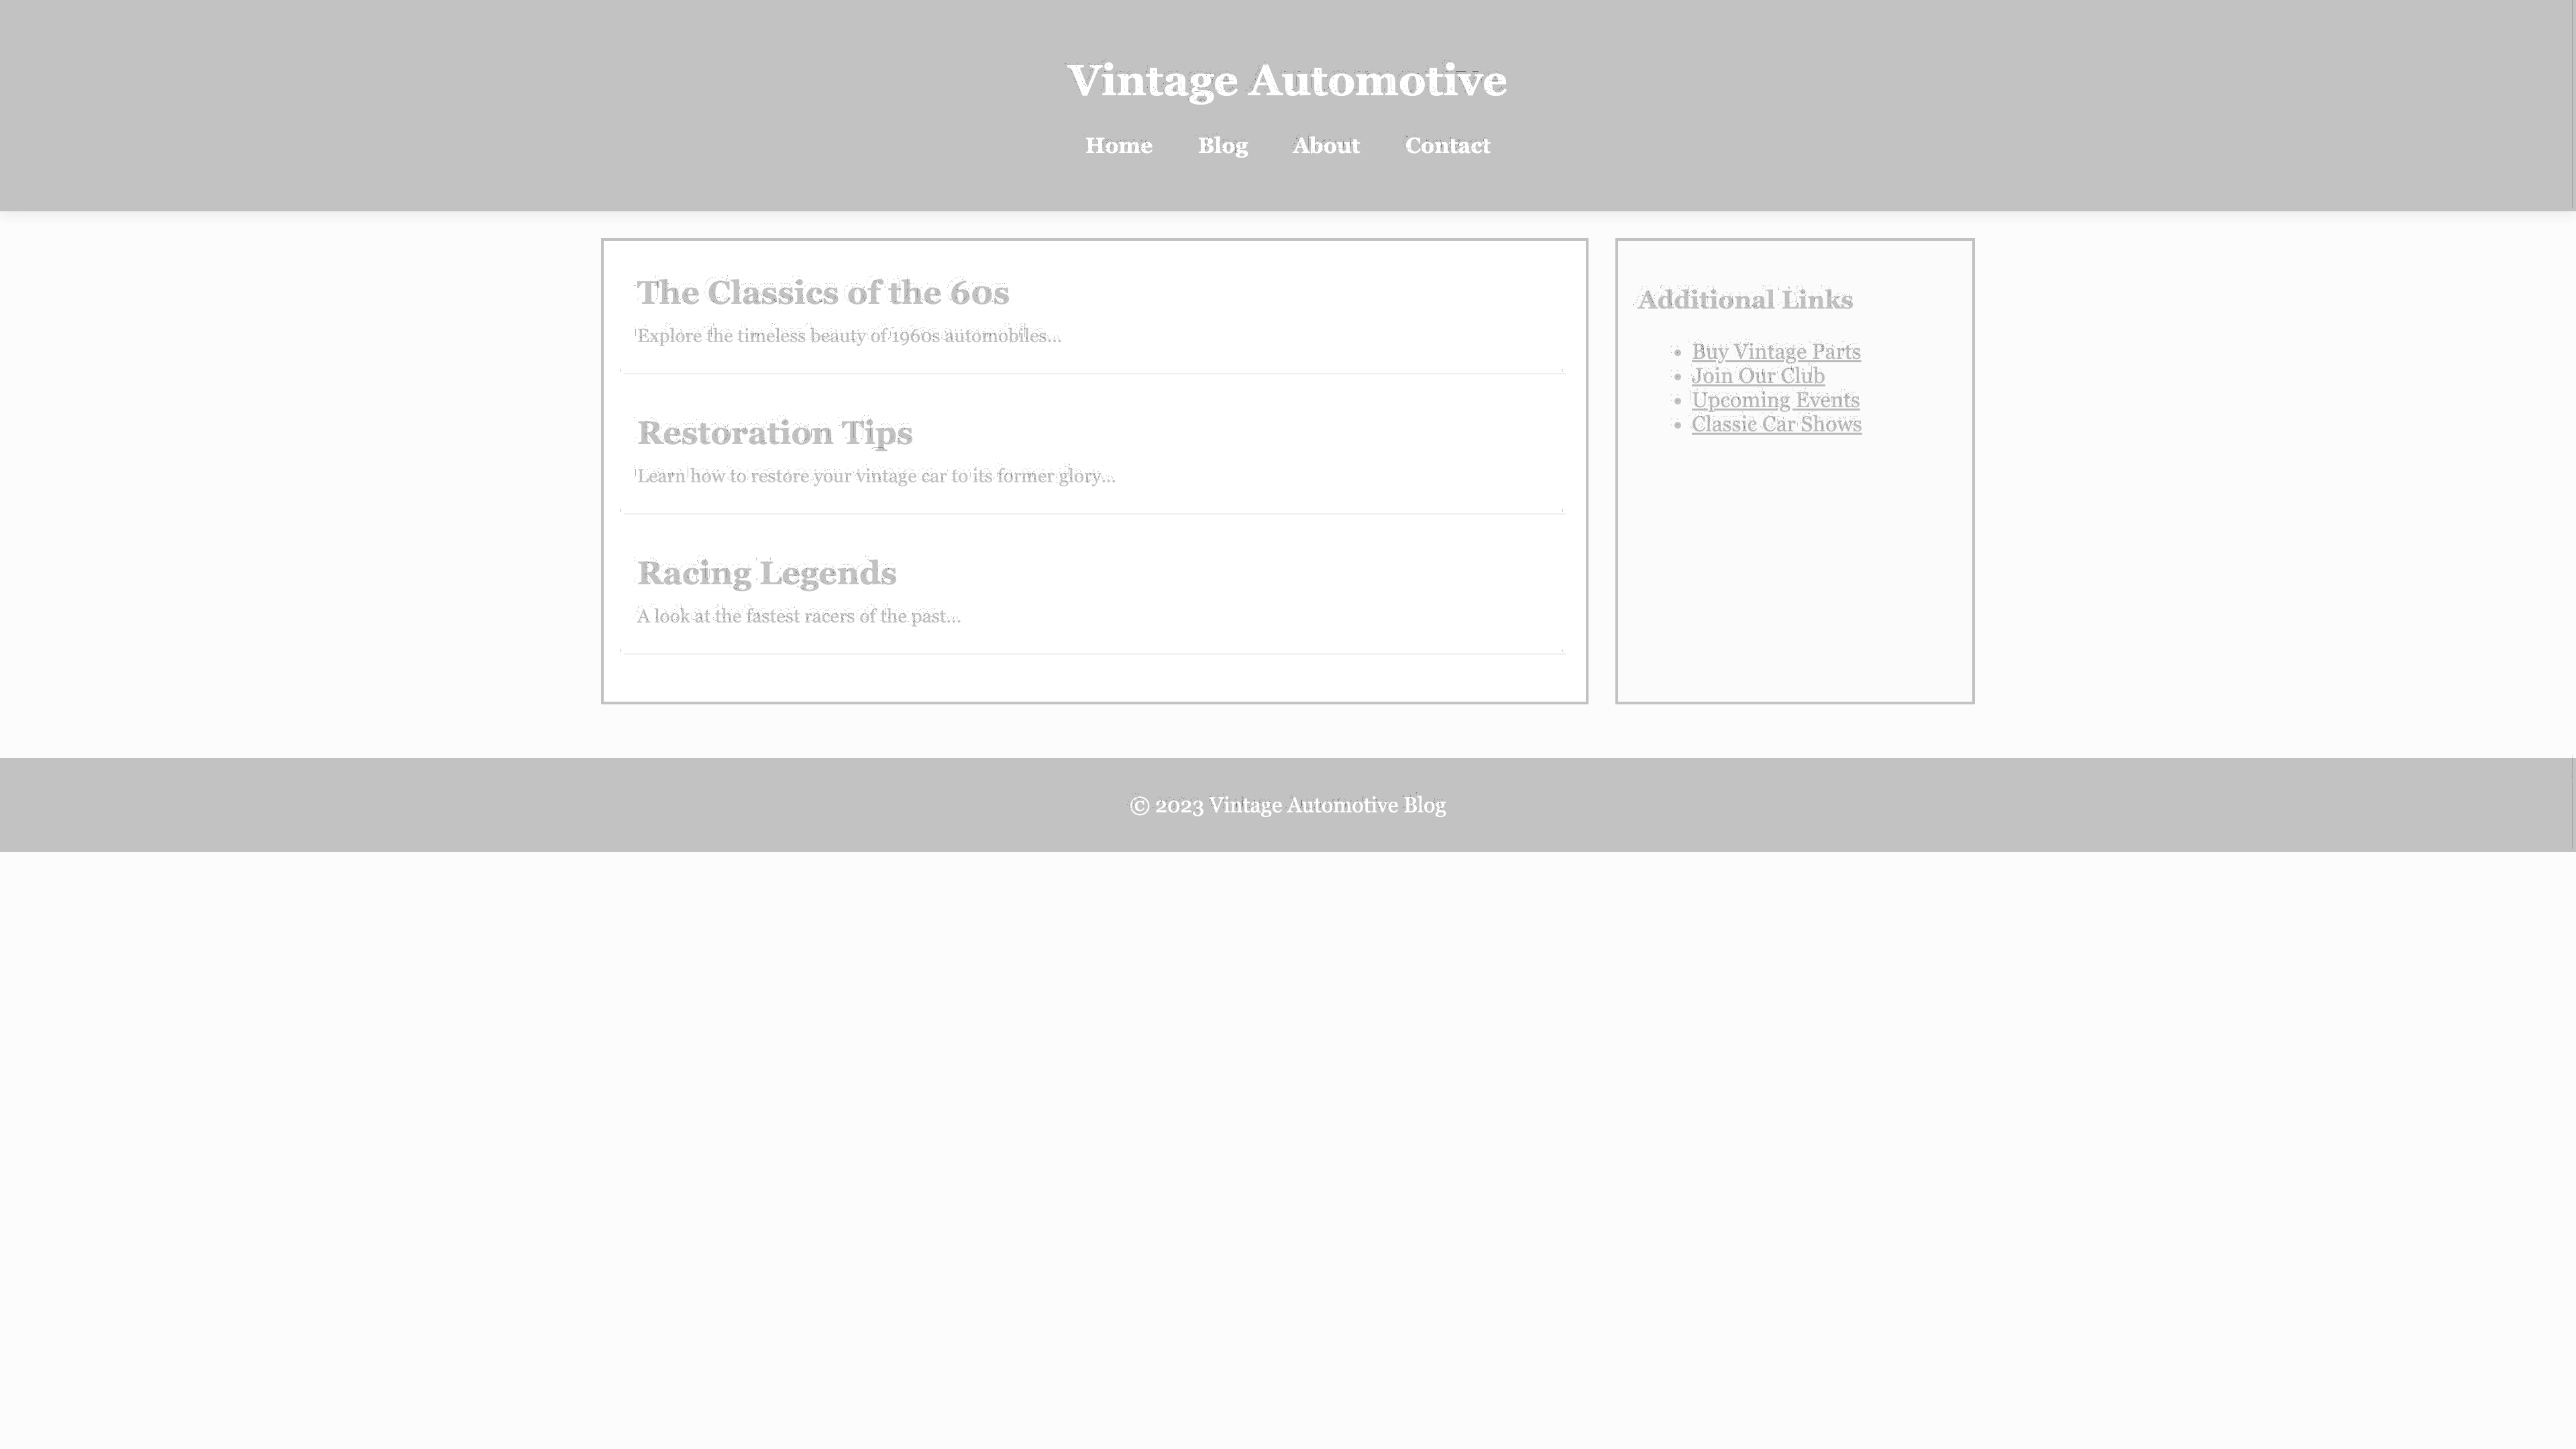 Vintage Automotive
Home Blog About Contact
The Classics of the 60s
Explore the timeless beauty of 1960s automobiles...
Restoration Tips
Learn how to restore your vintage car to its former glory...
Racing Legends
A look at the fastest racers of the past...
Additional Links
Buy Vintage Parts
Join Our Club
Upcoming Events
Classic Car Shows
© 2023 Vintage Automotive Blog